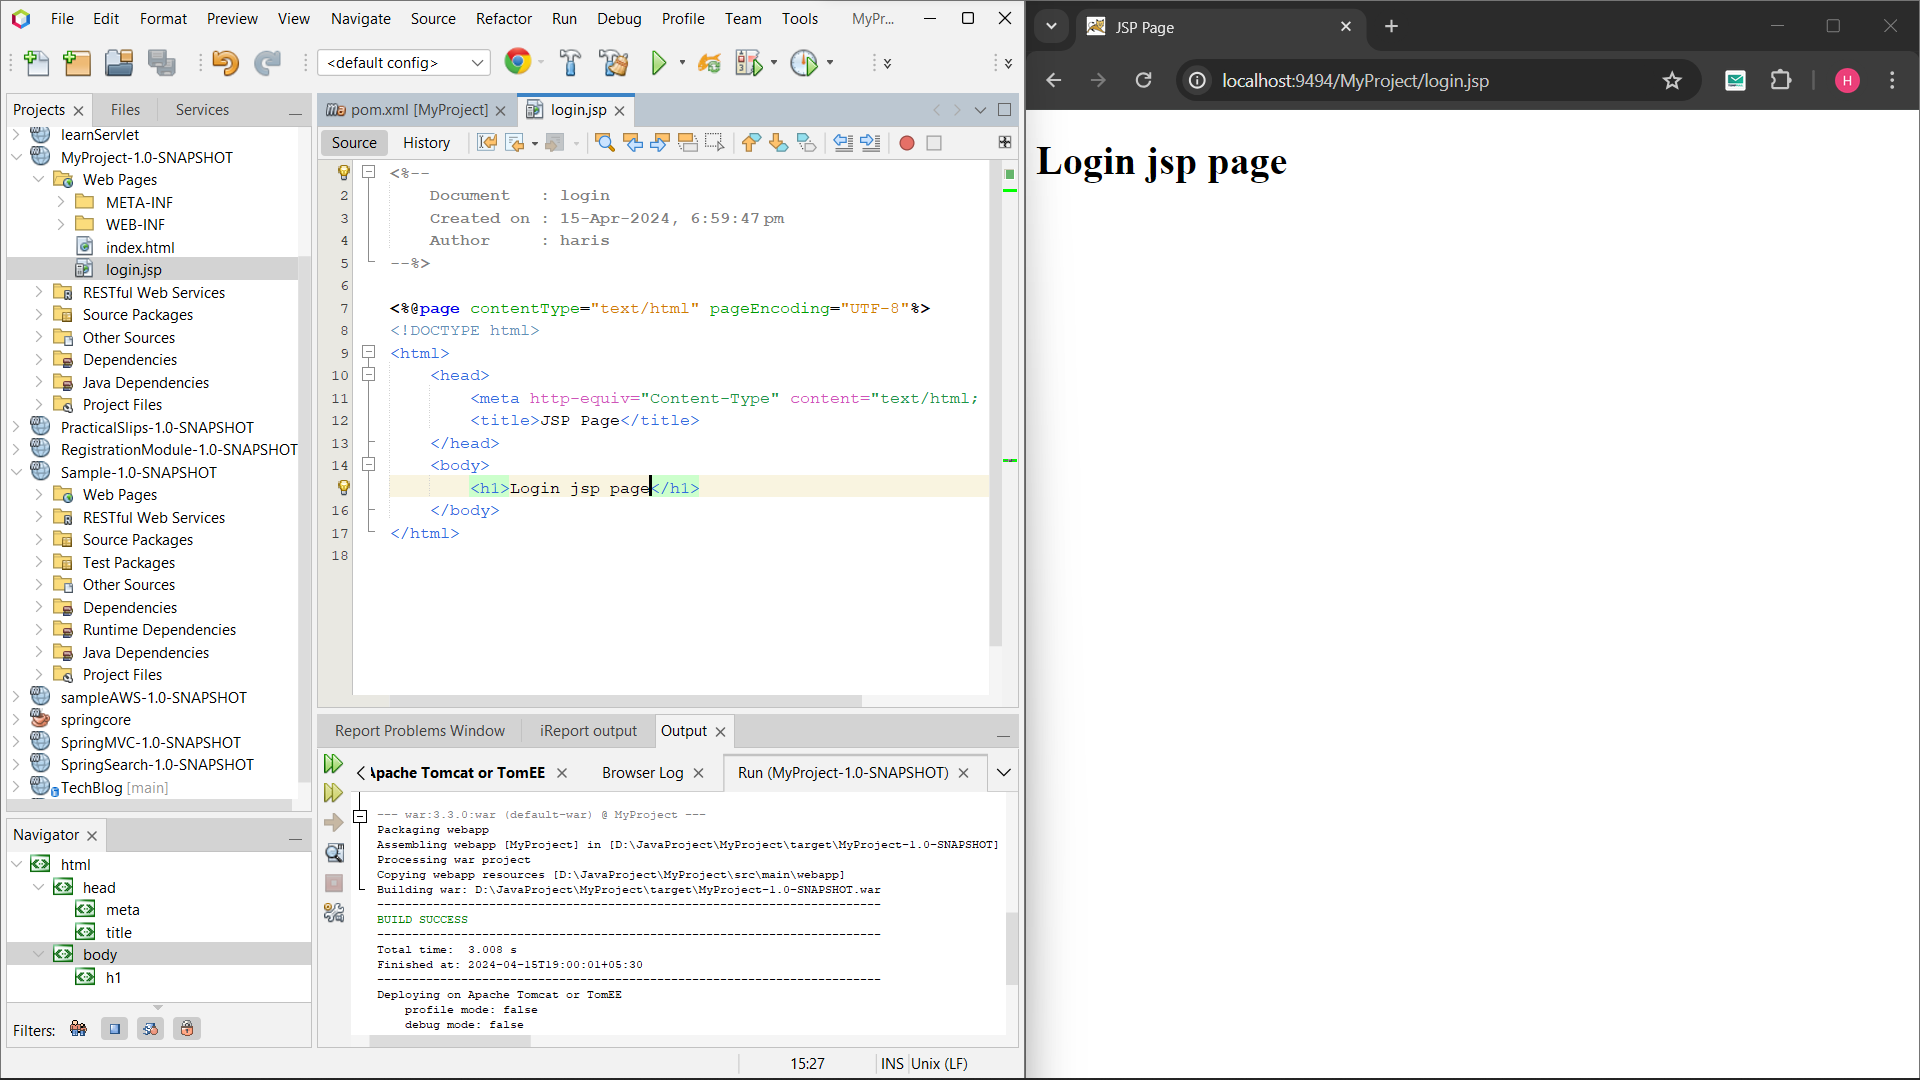 File Edit Format Preview View Navigate Source Refactor Run Debug Profile Team Tools MyPr...
<default config>
Projects Files Services
learnServlet
MyProject-1.0-SNAPSHOT
Web Pages
META-INF
WEB-INF
index.html
login.jsp
RESTful Web Services
Source Packages
Other Sources
Dependencies
Java Dependencies
Project Files
PracticalSlips-1.0-SNAPSHOT
RegistrationModule-1.0-SNAPSHOT
Sample-1.0-SNAPSHOT
Web Pages
RESTful Web Services
Source Packages
Test Packages
Other Sources
Dependencies
Runtime Dependencies
Java Dependencies
Project Files
sampleAWS-1.0-SNAPSHOT
springcore
SpringMVC-1.0-SNAPSHOT
SpringSearch-1.0-SNAPSHOT
TechBlog [main]
Navigator
html
head
meta
title
body
h1
Filters:
pom.xml [MyProject] login.jsp
Source History
<%--
2 Document : login
3 Created on : 15-Apr-2024, 6:59:47 pm
4 Author : haris
5 --%>
6
7 <%@page contentType="text/html" pageEncoding="UTF-8"%>
8 <!DOCTYPE html>
9 <html>
10 <head>
11 <meta http-equiv="Content-Type" content="text/html;
12 <title>JSP Page</title>
13 </head>
14 <body>
<h1>Login jsp page</h1>
16 </body>
17 </html>
18
Report Problems Window iReport output Output
Apache Tomcat or TomEE Browser Log Run (MyProject-1.0-SNAPSHOT)
--- war:3.3.0:war (default-war) @ MyProject ---
Packaging webapp
Assembling webapp [MyProject] in [D:\JavaProject\MyProject\target\MyProject-1.0-SNAPSHOT]
Processing war project
Copying webapp resources [D:\JavaProject\MyProject\src\main\webapp]
Building war: D:\JavaProject\MyProject\target\MyProject-1.0-SNAPSHOT.war
------------------------------------------------------------------------
BUILD SUCCESS
------------------------------------------------------------------------
Total time: 3.008 s
Finished at: 2024-04-15T19:00:01+05:30
------------------------------------------------------------------------
Deploying on Apache Tomcat or TomEE
profile mode: false
debug mode: false
15:27 INS Unix (LF)
JSP Page
localhost:9494/MyProject/login.jsp
H
Login jsp page